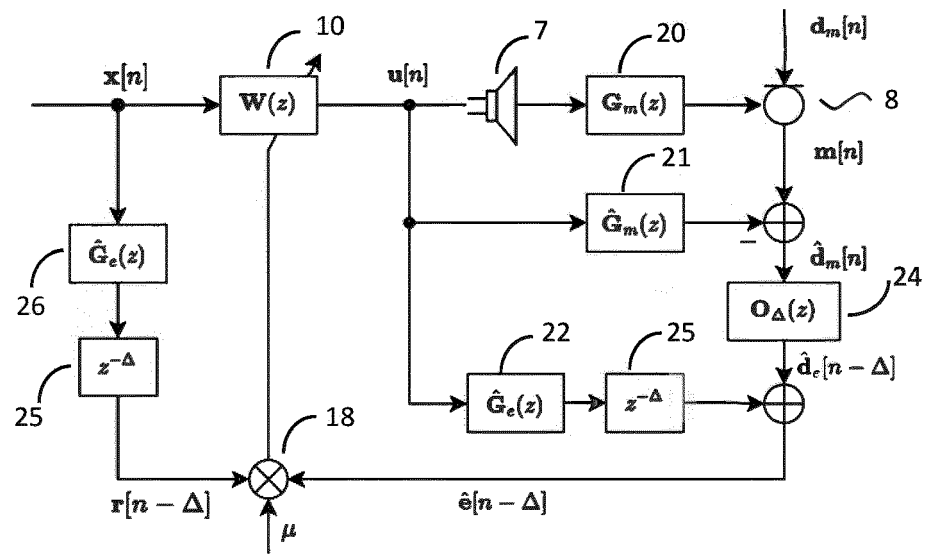 10
7
20
d_m[n]
x[n]
u[n]
W(z)
G_m(z)
8
m[n]
21
Ĝ_m(z)
−
d̂_m[n]
Ĝ_e(z)
26
24
O_Δ(z)
22
25
d̂_e[n − Δ]
z^{−Δ}
Ĝ_e(z)
z^{−Δ}
25
18
r[n − Δ]
ê[n − Δ]
μ